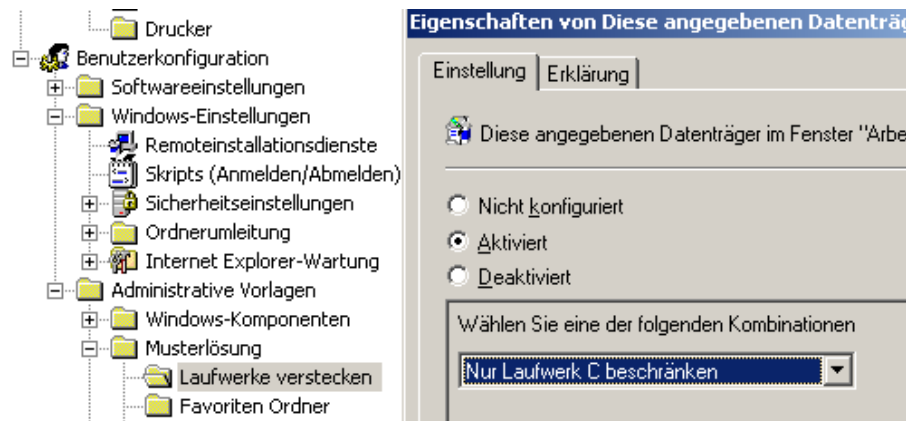 Drucker
Benutzerkonfiguration
Softwareeinstellungen
Windows-Einstellungen
Remoteinstallationsdienste
Skripts (Anmelden/Abmelden)
Sicherheitseinstellungen
Ordnerumleitung
Internet Explorer-Wartung
Administrative Vorlagen
Windows-Komponenten
Musterlösung
Laufwerke verstecken
Favoriten Ordner
Eigenschaften von Diese angegebenen Datenträg
Einstellung Erklärung
Diese angegebenen Datenträger im Fenster "Arbe
Nicht konfiguriert
Aktiviert
Deaktiviert
Wählen Sie eine der folgenden Kombinationen
Nur Laufwerk C beschränken